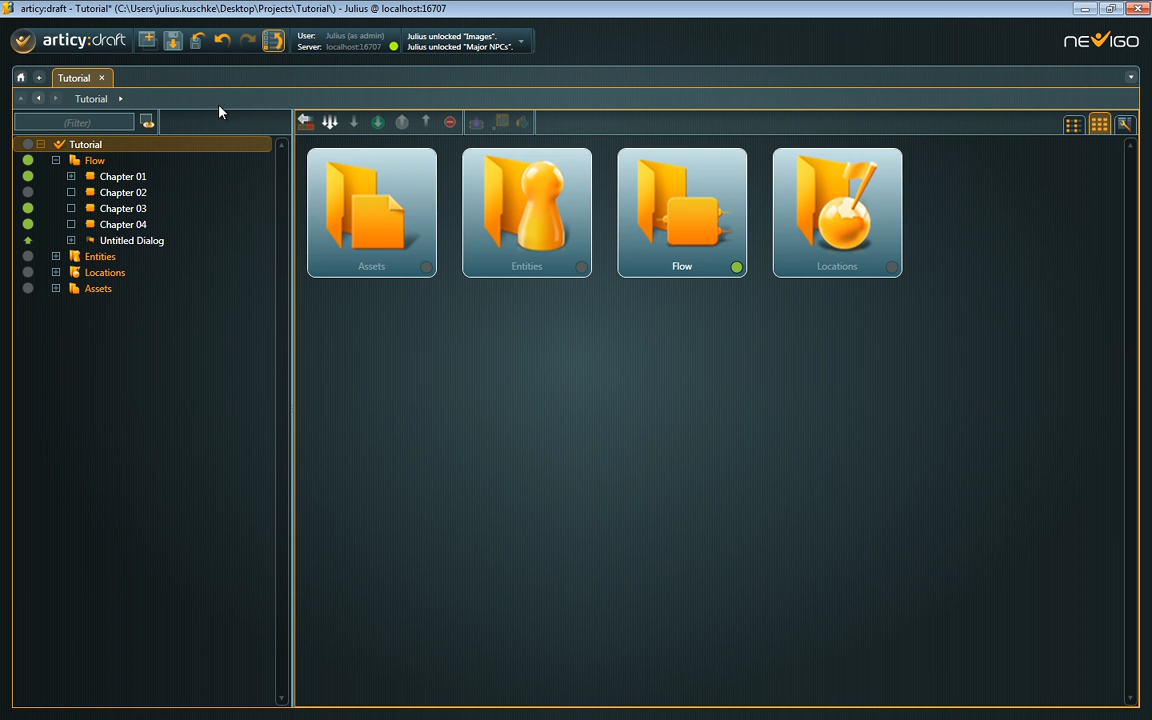 articy:draft - Tutorial* (C:\Users\julius.kuschke\Desktop\Projects\Tutorial\) - Julius @ localhost:16707
articy:draft
User: Julius (as admin)
Server: localhost:16707
Julius unlocked "Images".
Julius unlocked "Major NPCs".
nevigo
Tutorial
Tutorial
(Filter)
Tutorial
Flow
Chapter 01
Chapter 02
Chapter 03
Chapter 04
Untitled Dialog
Entities
Locations
Assets
Assets
Entities
Flow
Locations